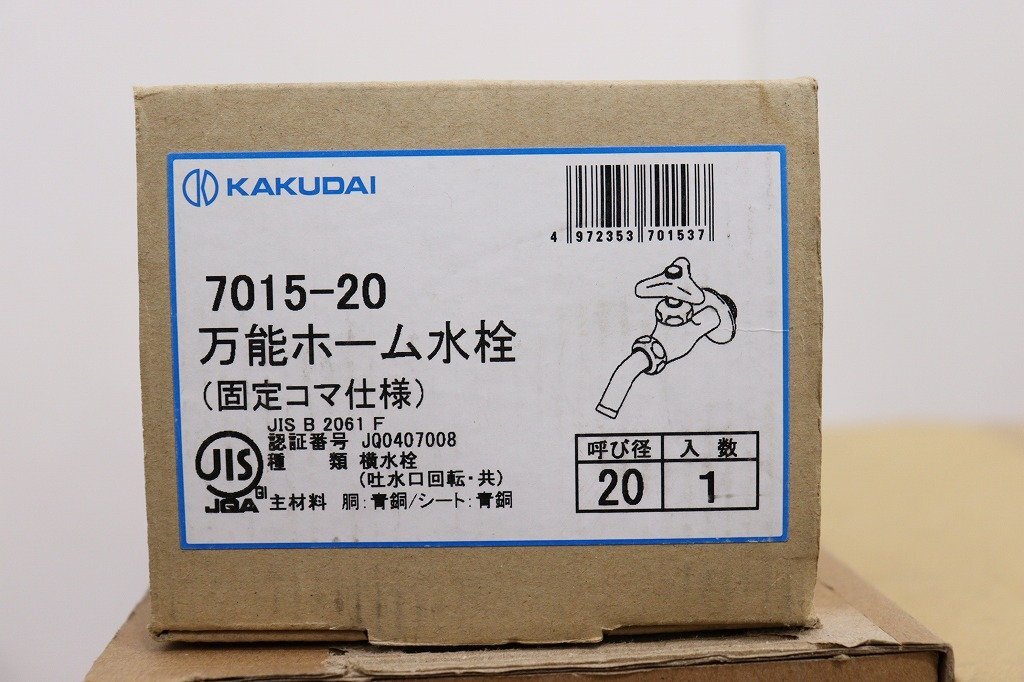 KAKUDAI
4 972353 701537
7015-20
万能ホーム水栓
(固定コマ仕様)
JIS B 2061 F
認証番号 JQ0407008
種 類 横水栓
(吐水口回転・共)
主材料 胴:青銅/シート:青銅
JIS
JQA GI
呼び径 入数
20 1